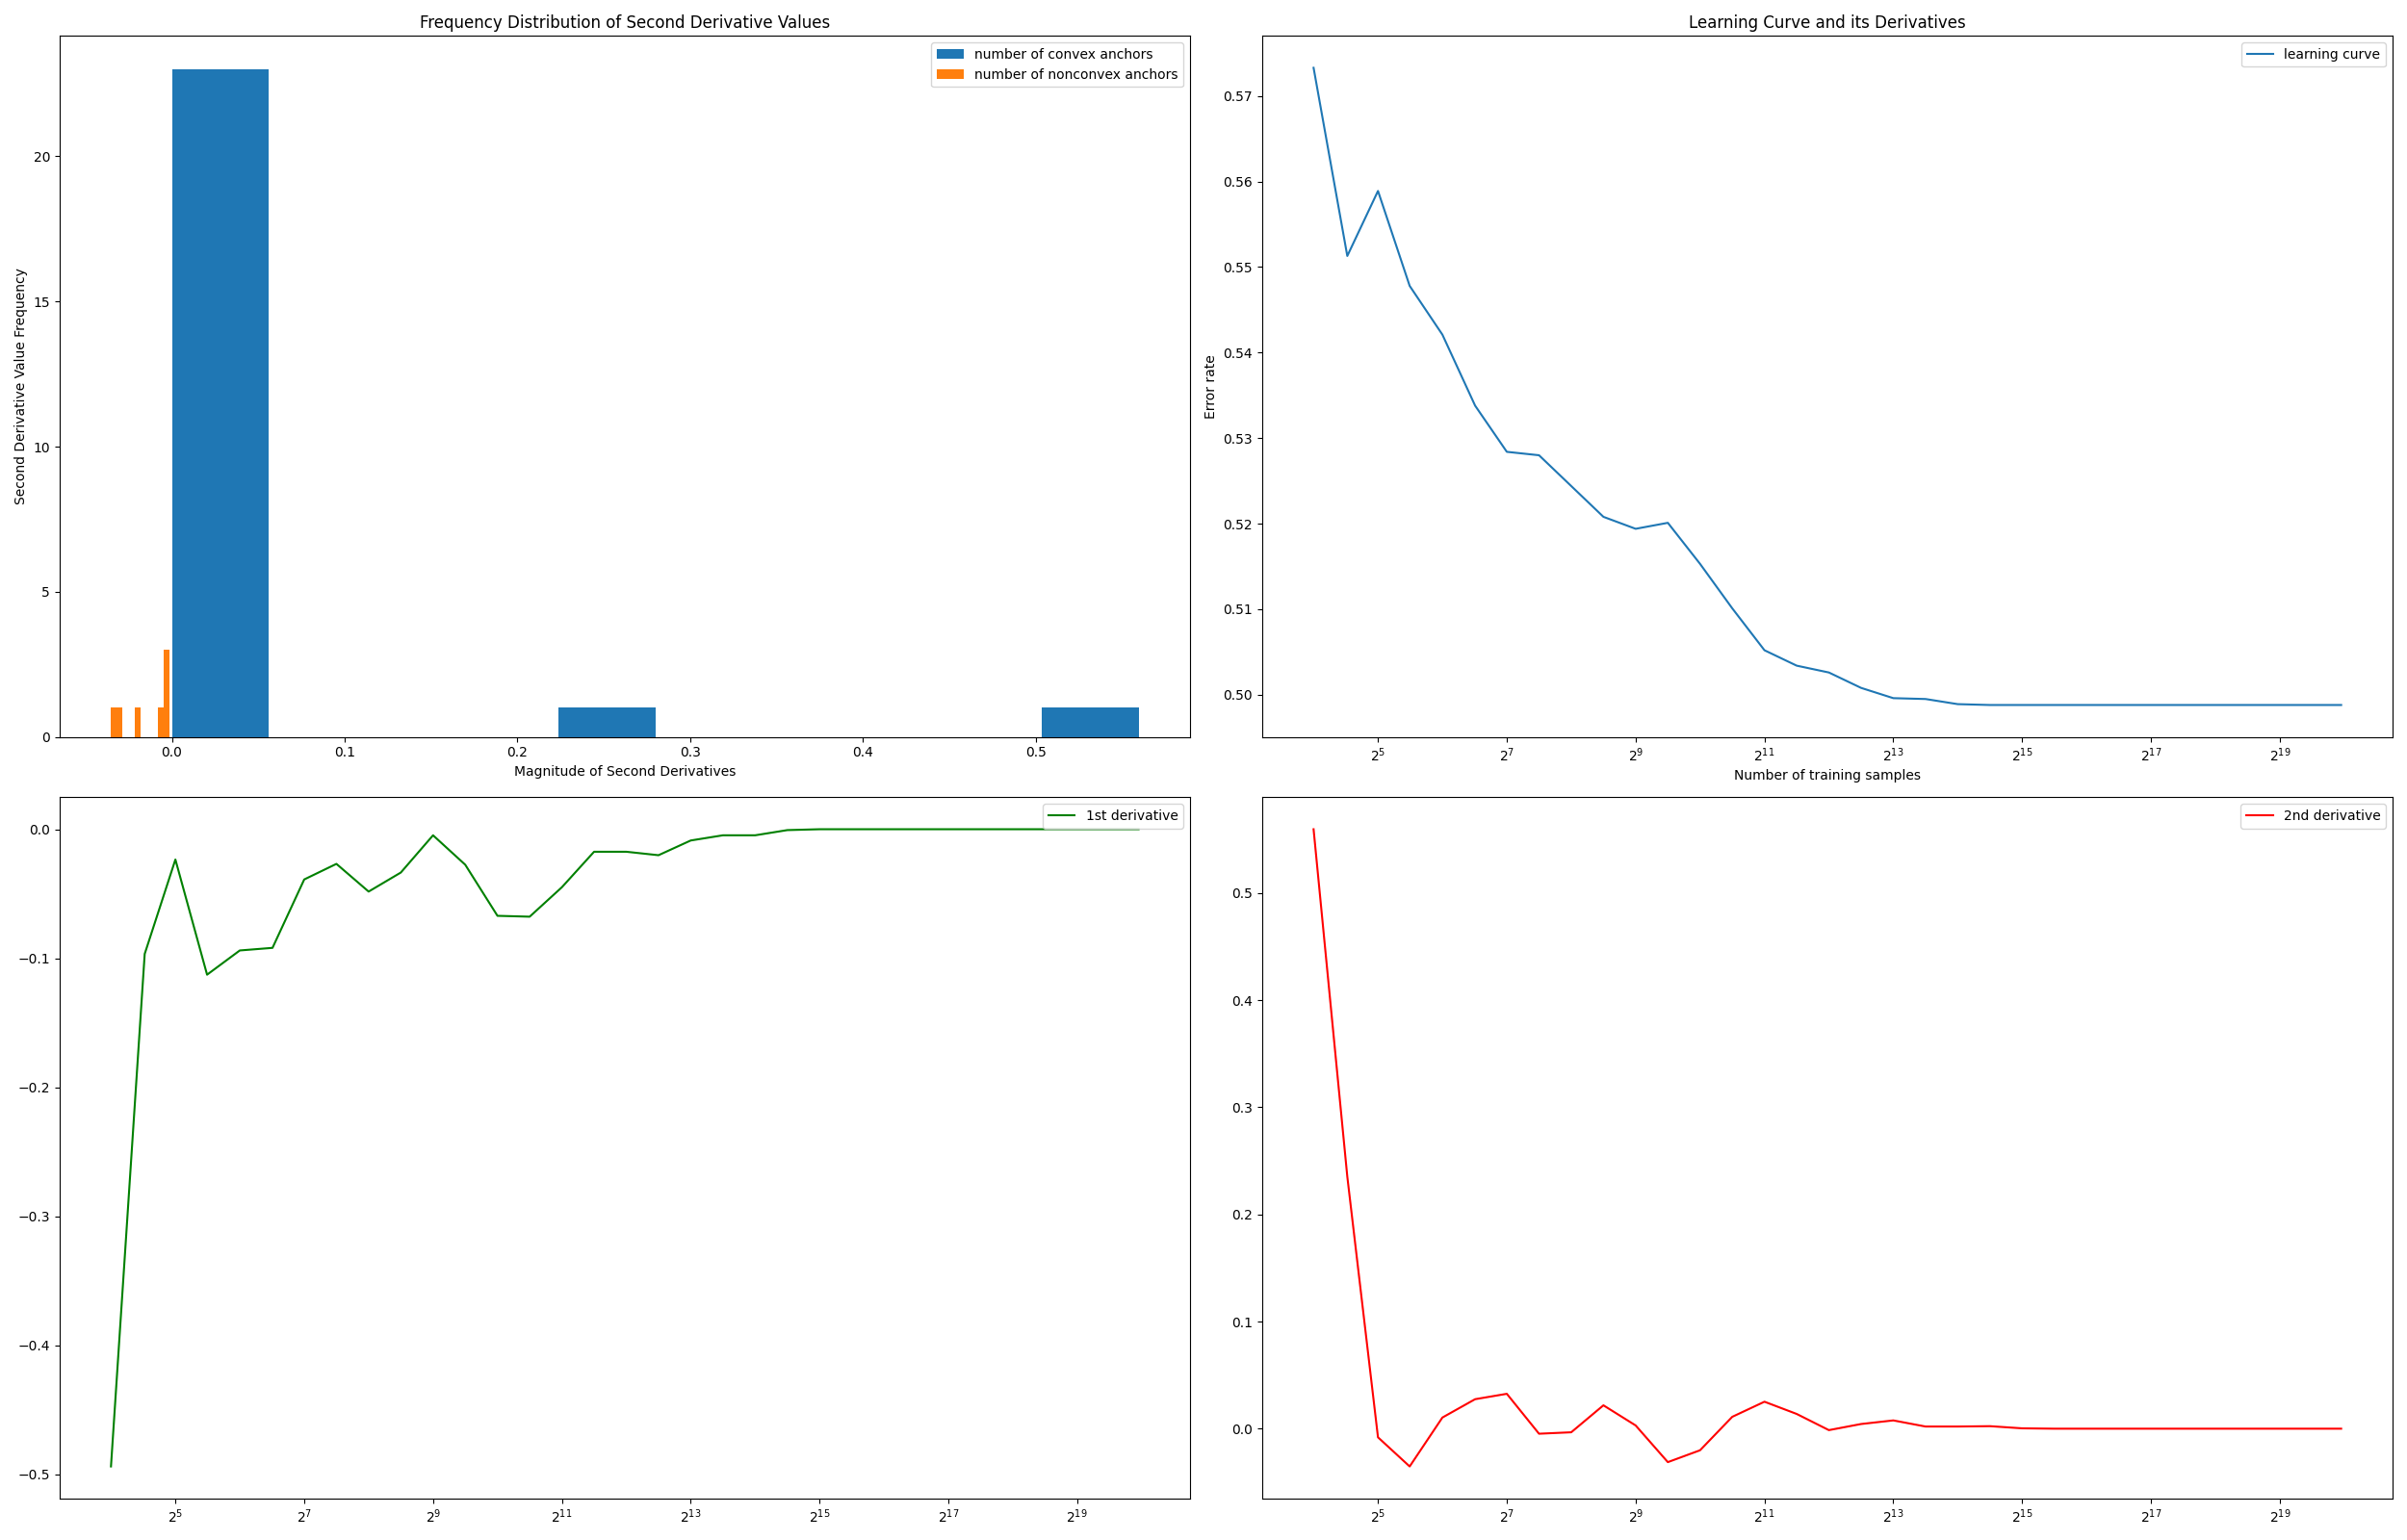 Frequency Distribution of Second Derivative Values
number of convex anchors
number of nonconvex anchors
Second Derivative Value Frequency
20
15
10
5
0
0.0 0.1 0.2 0.3 0.4 0.5
Magnitude of Second Derivatives
Learning Curve and its Derivatives
learning curve
Error rate
0.57
0.56
0.55
0.54
0.53
0.52
0.51
0.50
2^5 2^7 2^9 2^11 2^13 2^15 2^17 2^19
Number of training samples
1st derivative
0.0
−0.1
−0.2
−0.3
−0.4
−0.5
2^5 2^7 2^9 2^11 2^13 2^15 2^17 2^19
2nd derivative
0.5
0.4
0.3
0.2
0.1
0.0
2^5 2^7 2^9 2^11 2^13 2^15 2^17 2^19